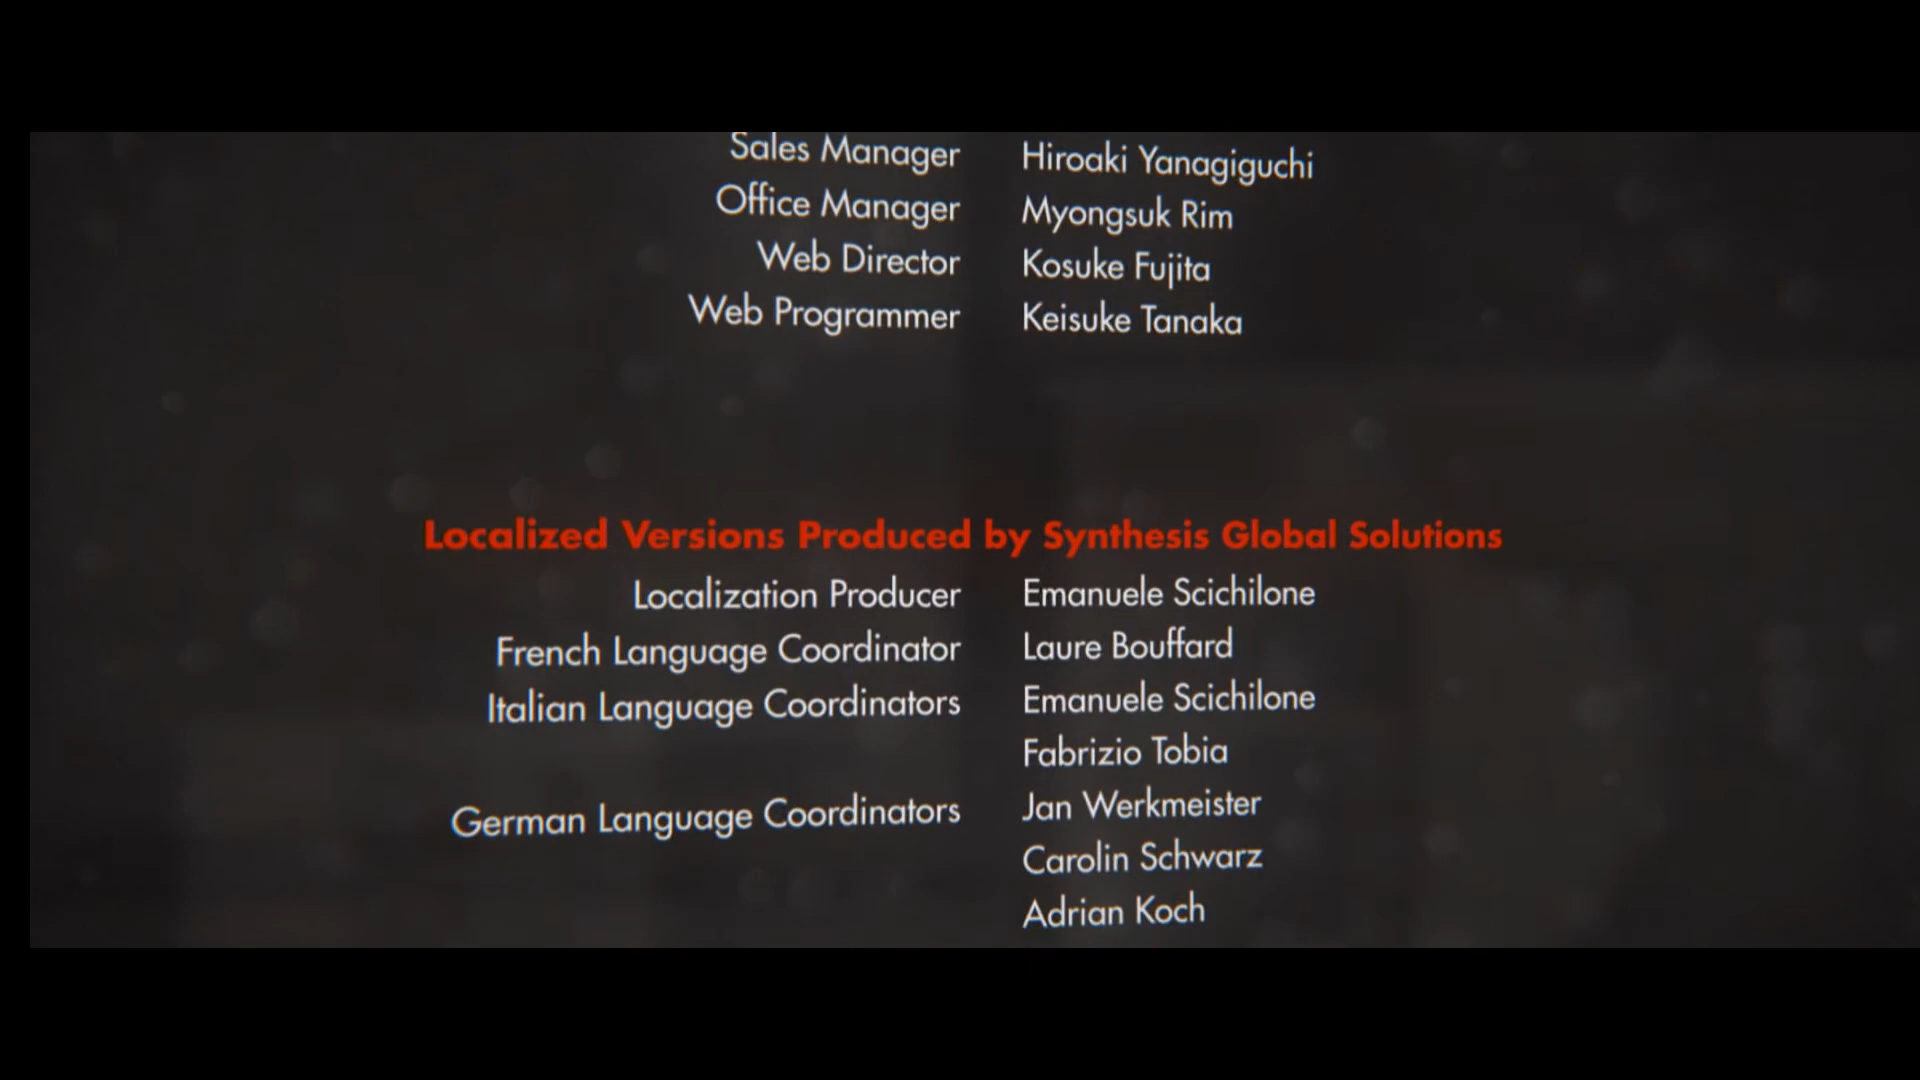 Sales Manager Hiroaki Yanagiguchi
Office Manager Myongsuk Rim
Web Director Kosuke Fujita
Web Programmer Keisuke Tanaka
Localized Versions Produced by Synthesis Global Solutions
Localization Producer Emanuele Scichilone
French Language Coordinator Laure Bouffard
Italian Language Coordinators Emanuele Scichilone
Fabrizio Tobia
German Language Coordinators Jan Werkmeister
Carolin Schwarz
Adrian Koch